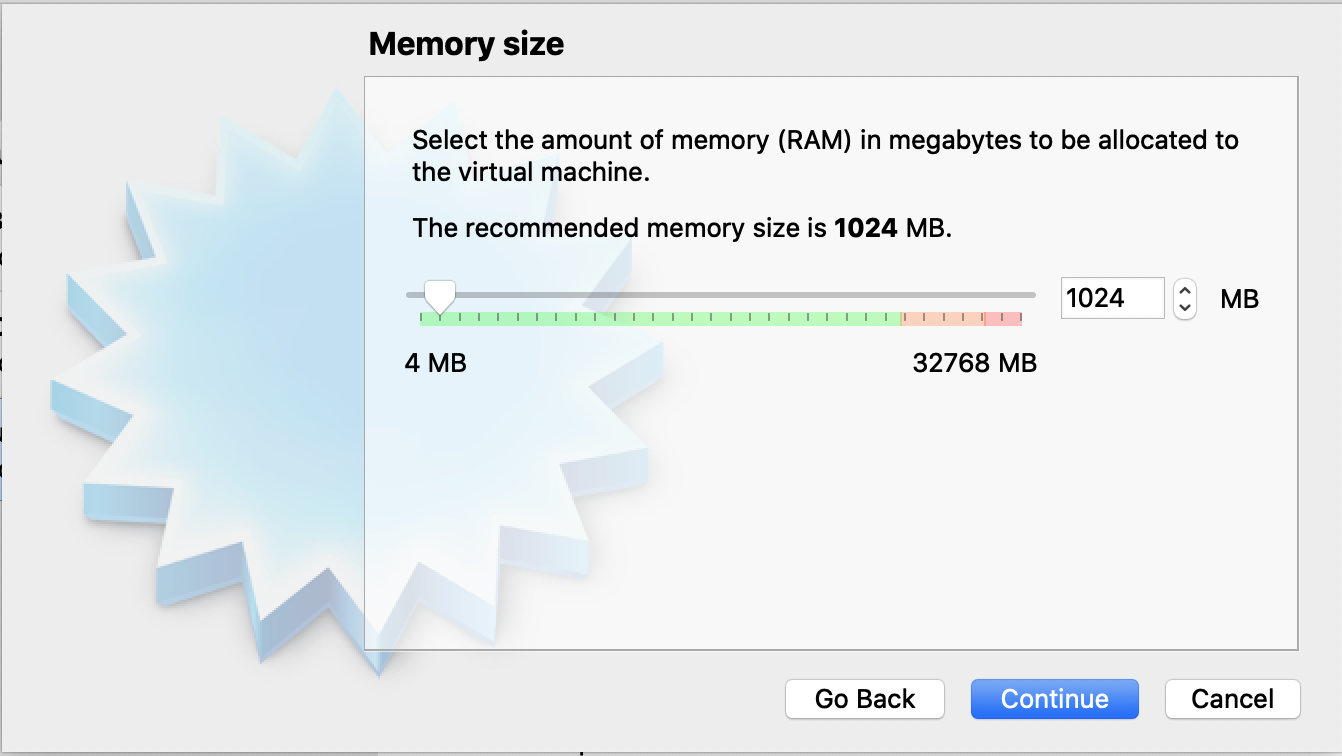 Memory size
Select the amount of memory (RAM) in megabytes to be allocated to
the virtual machine.
The recommended memory size is 1024 MB.
1024 MB
4 MB 32768 MB
Go Back Continue Cancel